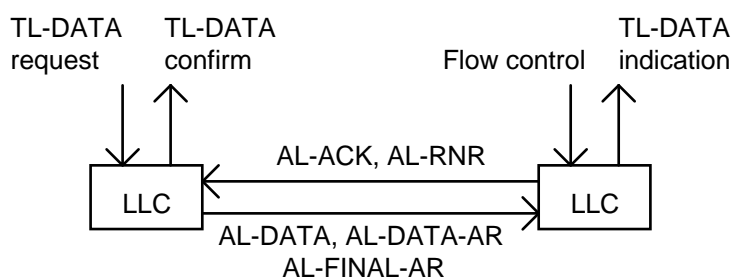 TL-DATA request
TL-DATA confirm
Flow control
TL-DATA indication
AL-ACK, AL-RNR
LLC
LLC
AL-DATA, AL-DATA-AR
AL-FINAL-AR